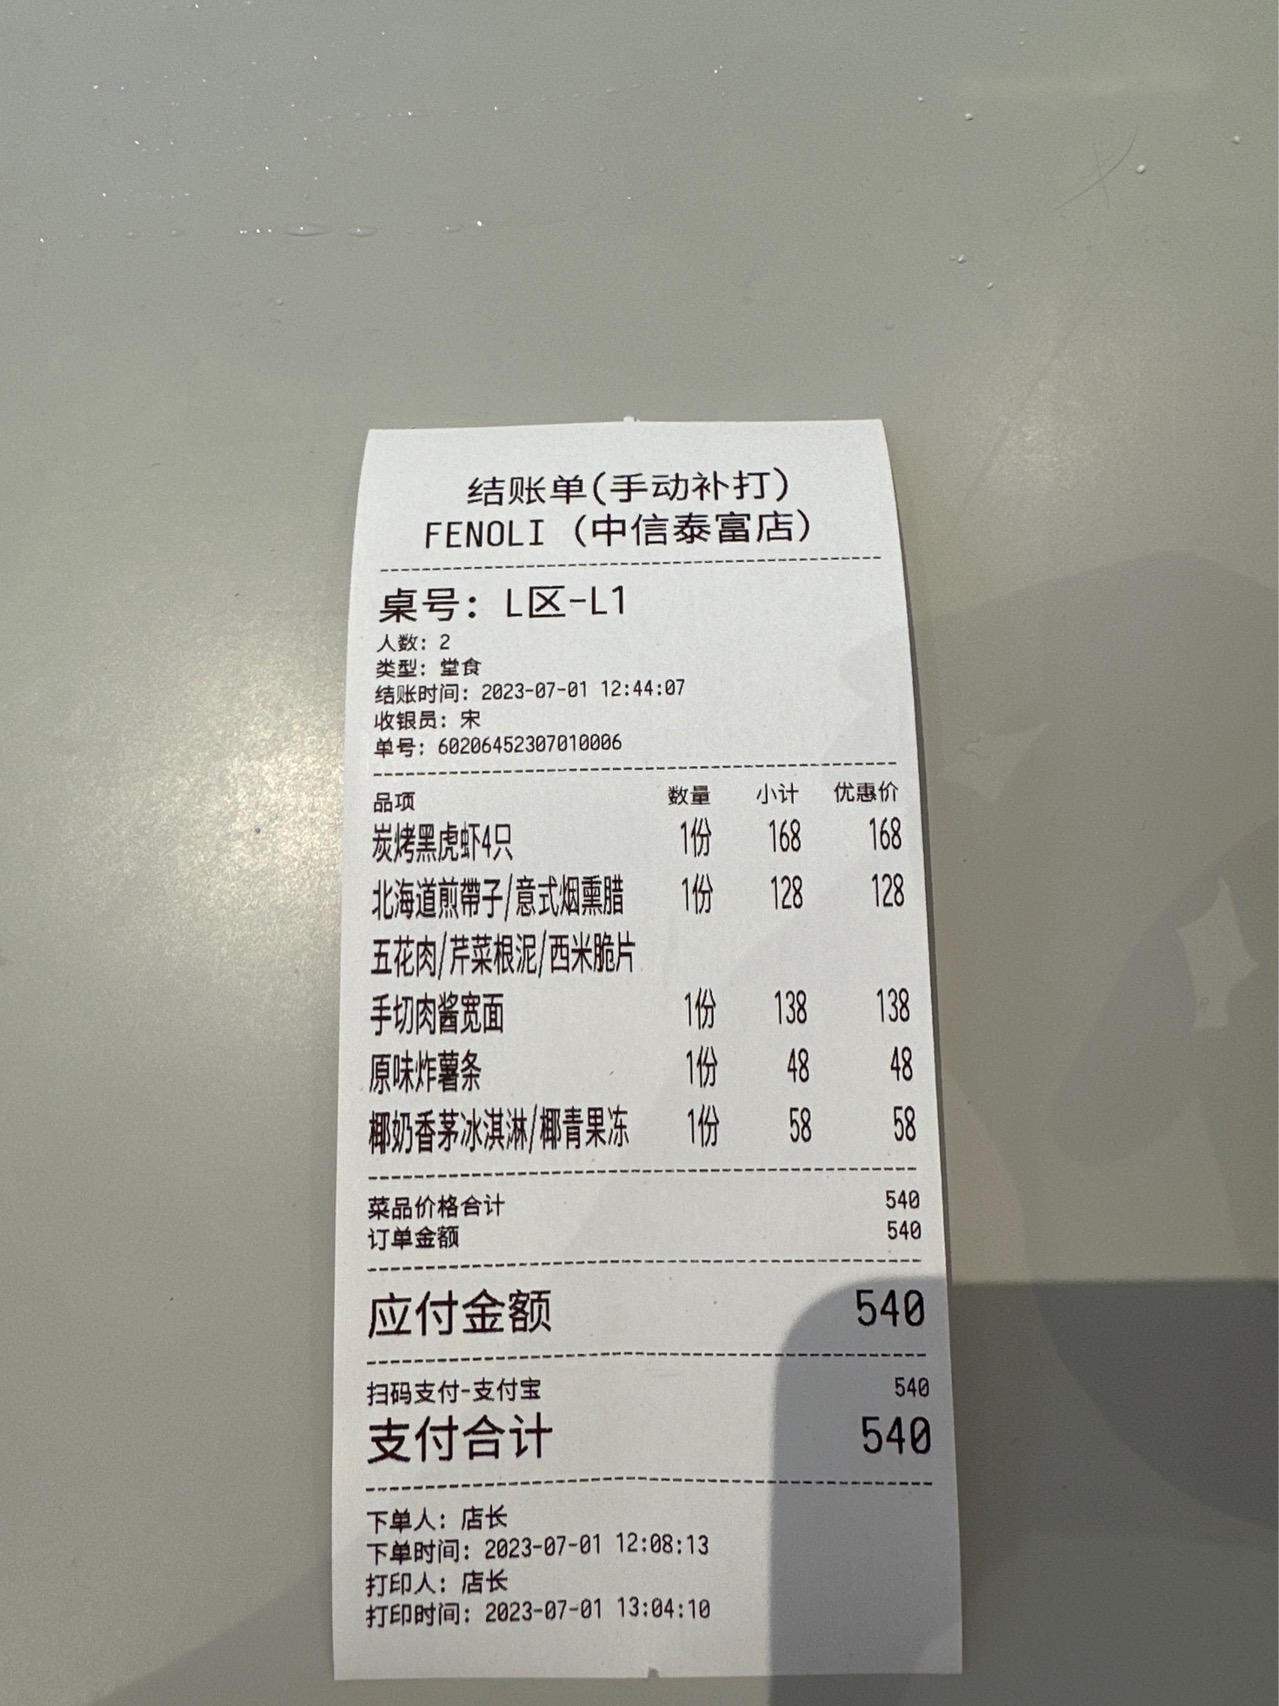 结账单(手动补打)
FENOLI (中信泰富店)
桌号: L区-L1
人数: 2
类型: 堂食
结账时间: 2023-07-01 12:44:07
收银员: 宋
单号: 60206452307010006
品项 数量 小计 优惠价
炭烤黑虎虾4只 1份 168 168
北海道煎帶子/意式烟熏腊 1份 128 128
五花肉/芹菜根泥/西米脆片
手切肉酱宽面 1份 138 138
原味炸薯条 1份 48 48
椰奶香茅冰淇淋/椰青果冻 1份 58 58
菜品价格合计 540
订单金额 540
应付金额 540
扫码支付-支付宝 540
支付合计 540
下单人: 店长
下单时间: 2023-07-01 12:08:13
打印人: 店长
打印时间: 2023-07-01 13:04:10